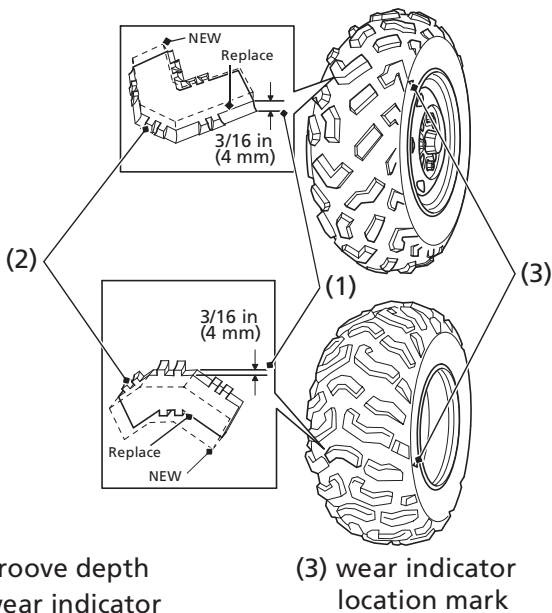 NEW
Replace
3/16 in
(4 mm)
(2)
(1)
(3)
3/16 in
(4 mm)
Replace
NEW
roove depth
wear indicator
(3) wear indicator
location mark